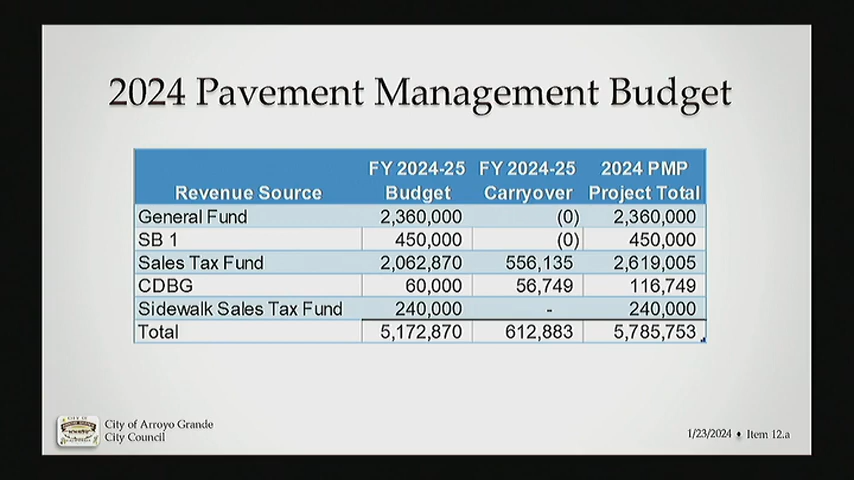 2024 Pavement Management Budget
Revenue Source FY 2024-25 Budget FY 2024-25 Carryover 2024 PMP Project Total
General Fund 2,360,000 (0) 2,360,000
SB 1 450,000 (0) 450,000
Sales Tax Fund 2,062,870 556,135 2,619,005
CDBG 60,000 56,749 116,749
Sidewalk Sales Tax Fund 240,000 - 240,000
Total 5,172,870 612,883 5,785,753
City of Arroyo Grande
City Council
1/23/2024 • Item 12.a